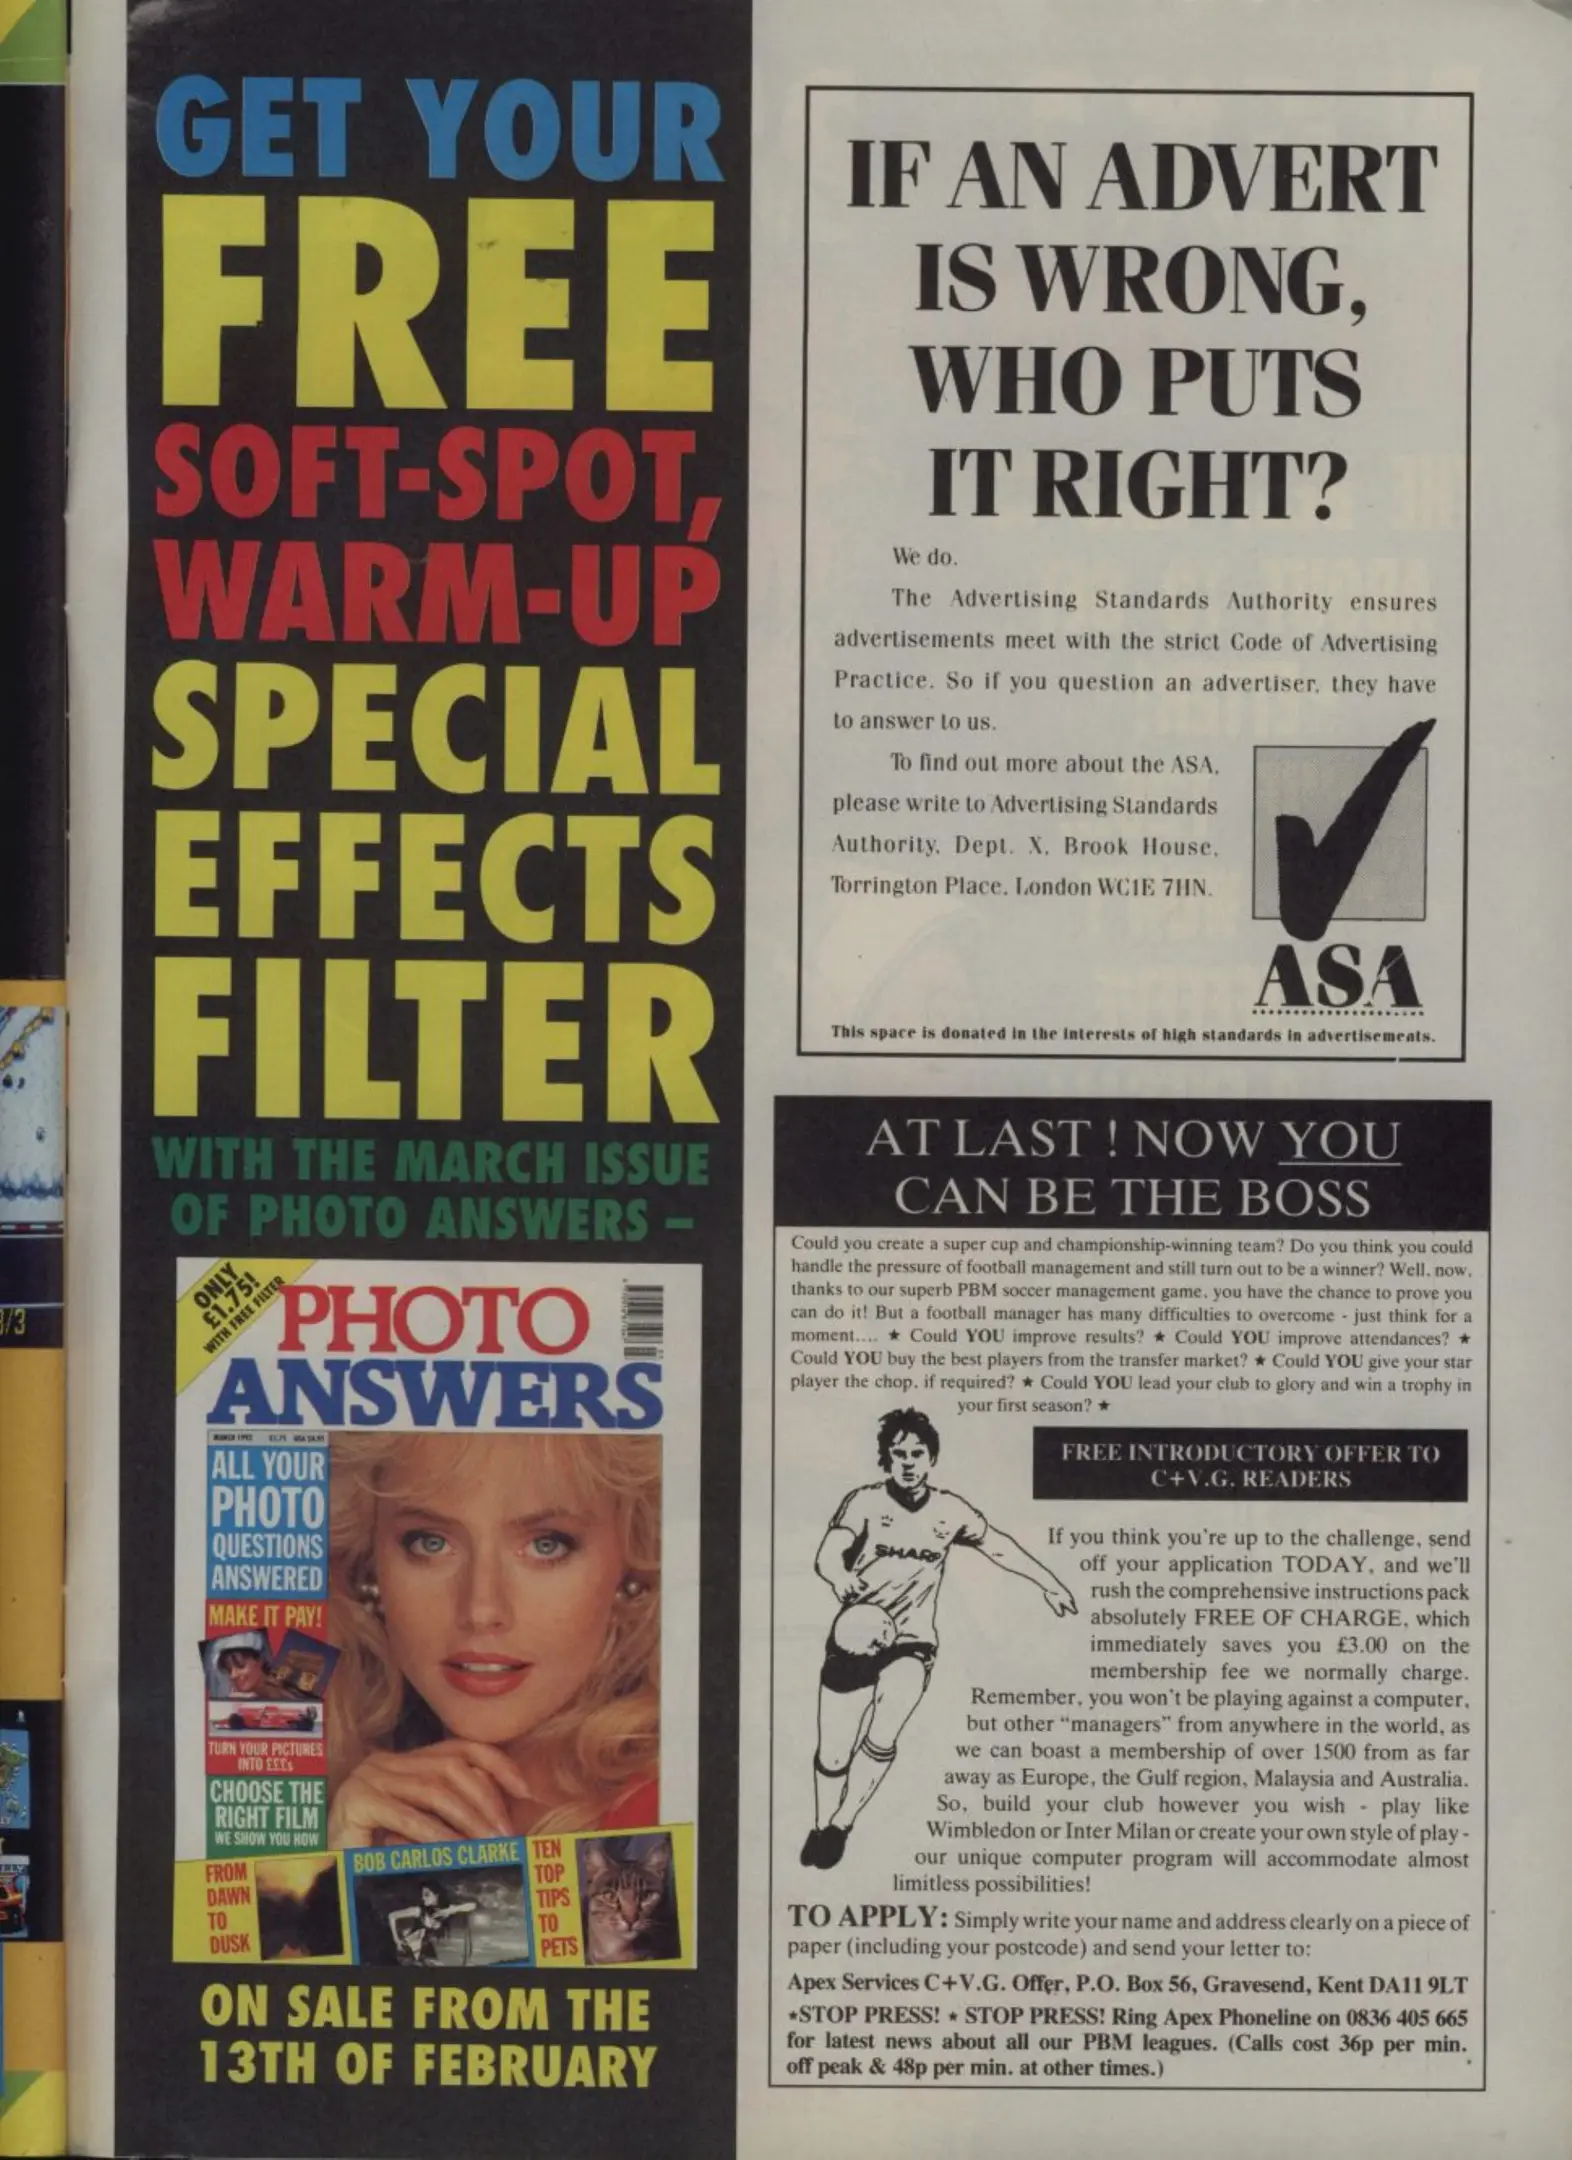 GET YOUR
FREE
SOFT-SPOT,
WARM-UP
SPECIAL
EFFECTS
FILTER
WITH THE MARCH ISSUE
OF PHOTO ANSWERS –
ONLY
£1.75!
WITH FREE FILTER
PHOTO
ANSWERS
MARCH 1992 £1.75
ALL YOUR
PHOTO
QUESTIONS
ANSWERED
MAKE IT PAY!
TURN YOUR PICTURES
INTO £££s
CHOOSE THE
RIGHT FILM
WE SHOW YOU HOW
FROM
DAWN
TO
DUSK
BOB CARLOS CLARKE
TEN
TOP
TIPS
TO
PETS
ON SALE FROM THE
13TH OF FEBRUARY
IF AN ADVERT
IS WRONG,
WHO PUTS
IT RIGHT?
We do.
The Advertising Standards Authority ensures
advertisements meet with the strict Code of Advertising
Practice. So if you question an advertiser, they have
to answer to us.
To find out more about the ASA,
please write to Advertising Standards
Authority, Dept. X, Brook House,
Torrington Place, London WC1E 7HN.
ASA
This space is donated in the interests of high standards in advertisements.
AT LAST ! NOW YOU
CAN BE THE BOSS
Could you create a super cup and championship-winning team? Do you think you could
handle the pressure of football management and still turn out to be a winner? Well, now,
thanks to our superb PBM soccer management game, you have the chance to prove you
can do it! But a football manager has many difficulties to overcome - just think for a
moment.... ★ Could YOU improve results? ★ Could YOU improve attendances? ★
Could YOU buy the best players from the transfer market? ★ Could YOU give your star
player the chop, if required? ★ Could YOU lead your club to glory and win a trophy in
your first season? ★
FREE INTRODUCTORY OFFER TO
C+V.G. READERS
SHARP
If you think you're up to the challenge, send
off your application TODAY, and we'll
rush the comprehensive instructions pack
absolutely FREE OF CHARGE, which
immediately saves you £3.00 on the
membership fee we normally charge.
Remember, you won't be playing against a computer,
but other "managers" from anywhere in the world, as
we can boast a membership of over 1500 from as far
away as Europe, the Gulf region, Malaysia and Australia.
So, build your club however you wish - play like
Wimbledon or Inter Milan or create your own style of play -
our unique computer program will accommodate almost
limitless possibilities!
TO APPLY: Simply write your name and address clearly on a piece of
paper (including your postcode) and send your letter to:
Apex Services C+V.G. Offer, P.O. Box 56, Gravesend, Kent DA11 9LT
★STOP PRESS! ★ STOP PRESS! Ring Apex Phoneline on 0836 405 665
for latest news about all our PBM leagues. (Calls cost 36p per min.
off peak & 48p per min. at other times.)